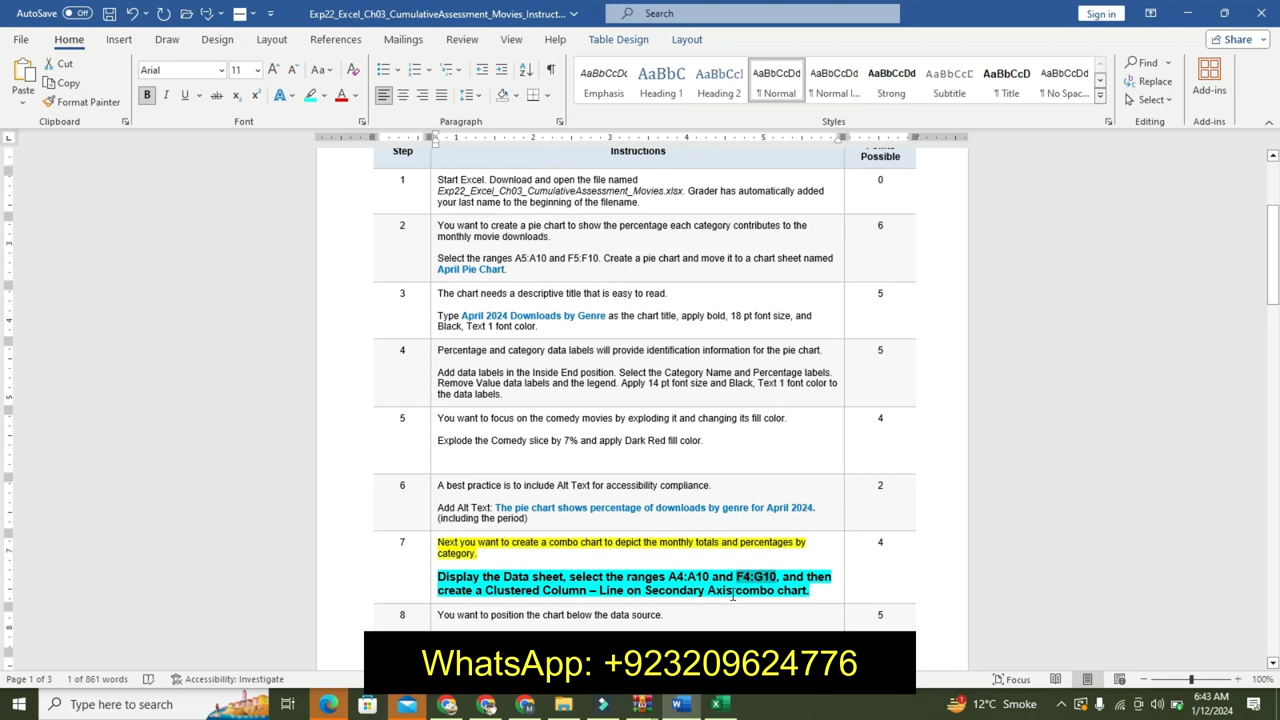 Search
Sign in
File
Home
Insert
Draw
Design
Layout
References
Mailings
Review
View
Help
Table Design
Layout
Share
Paste
Cut
Copy
Format Painter
Clipboard
Arial
11
Font
Paragraph
AaBbCcDc
Emphasis
AaBbC
Heading 1
AaBbCcl
Heading 2
AaBbCcDd
¶ Normal
AaBbCcDd
¶ Normal I...
AaBbCcDd
Strong
AaBbCcD
Subtitle
AaBbCcD
¶ Title
AaBbCcDd
¶ No Spac...
Styles
Find
Replace
Select
Editing
Add-ins
Add-ins
Step Instructions Points Possible
1
Start Excel. Download and open the file named
Exp22_Excel_Ch03_CumulativeAssessment_Movies.xlsx. Grader has automatically added
your last name to the beginning of the filename.
0
2
You want to create a pie chart to show the percentage each category contributes to the
monthly movie downloads.
Select the ranges A5:A10 and F5:F10. Create a pie chart and move it to a chart sheet named
April Pie Chart.
6
3
The chart needs a descriptive title that is easy to read.
Type April 2024 Downloads by Genre as the chart title, apply bold, 18 pt font size, and
Black, Text 1 font color.
5
4
Percentage and category data labels will provide identification information for the pie chart.
Add data labels in the Inside End position. Select the Category Name and Percentage labels.
Remove Value data labels and the legend. Apply 14 pt font size and Black, Text 1 font color to
the data labels.
5
5
You want to focus on the comedy movies by exploding it and changing its fill color.
Explode the Comedy slice by 7% and apply Dark Red fill color.
4
6
A best practice is to include Alt Text for accessibility compliance.
Add Alt Text: The pie chart shows percentage of downloads by genre for April 2024.
(including the period)
2
7
Next you want to create a combo chart to depict the monthly totals and percentages by
category.
Display the Data sheet, select the ranges A4:A10 and F4:G10, and then
create a Clustered Column – Line on Secondary Axis combo chart.
4
8
You want to position the chart below the data source.
5
WhatsApp: +923209624776
Page 1 of 3
1 of 861 words
Accessibility: Investigate
Focus
100%
Type here to search
12°C Smoke
6:43 AM
1/12/2024